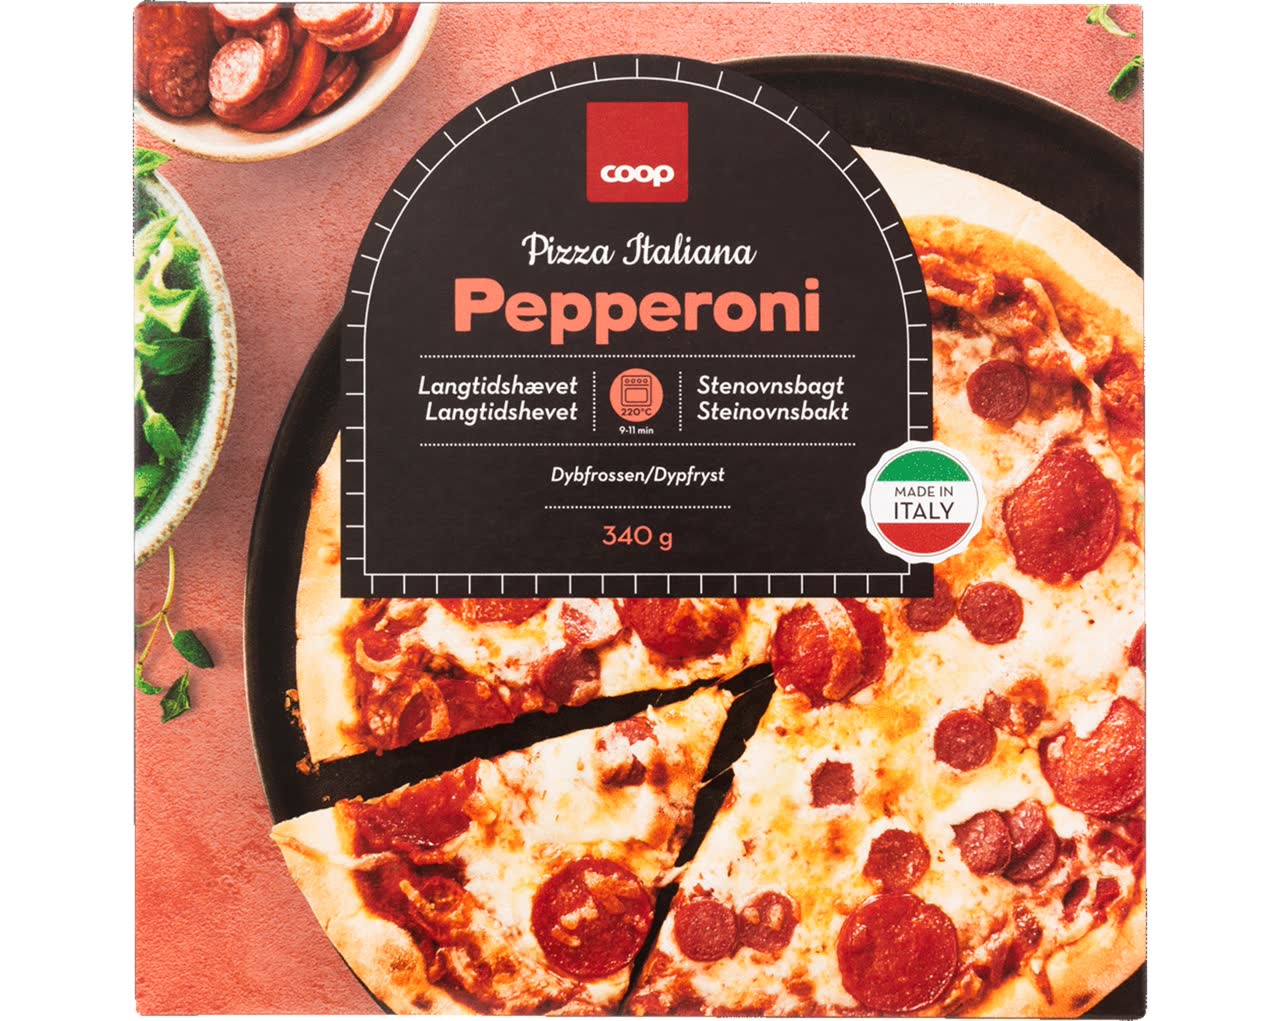 coop
Pizza Italiana
Pepperoni
Langtidshævet
Langtidshevet
220°C
9-11 min
Stenovnsbagt
Steinovnsbakt
Dybfrossen/Dypfryst
340 g
MADE IN
ITALY